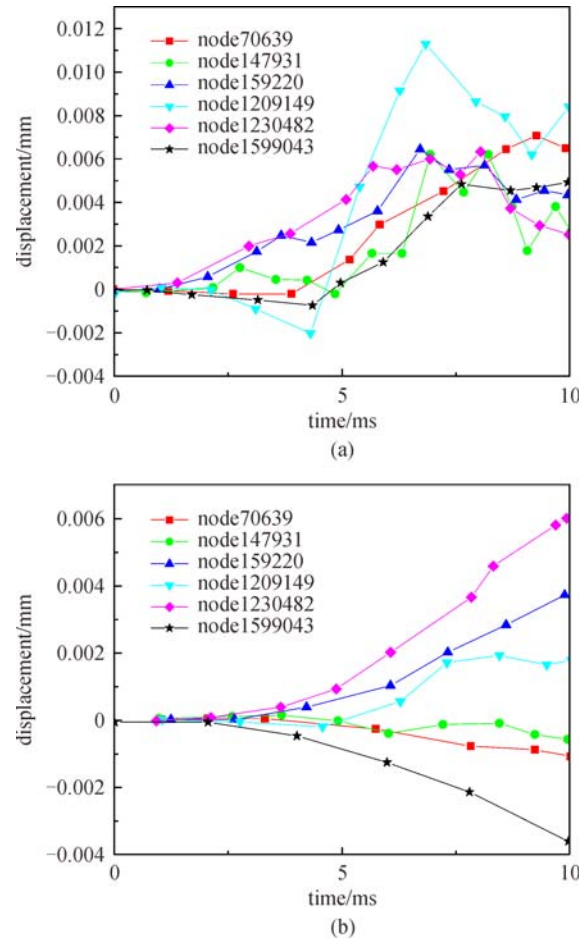 0.012
0.010
0.008
0.006
0.004
0.002
0
−0.002
−0.004
displacement/mm
node70639
node147931
node159220
node1209149
node1230482
node1599043
0 5 10
time/ms
(a)
0.006
0.004
0.002
0
−0.002
−0.004
displacement/mm
node70639
node147931
node159220
node1209149
node1230482
node1599043
0 5 10
time/ms
(b)